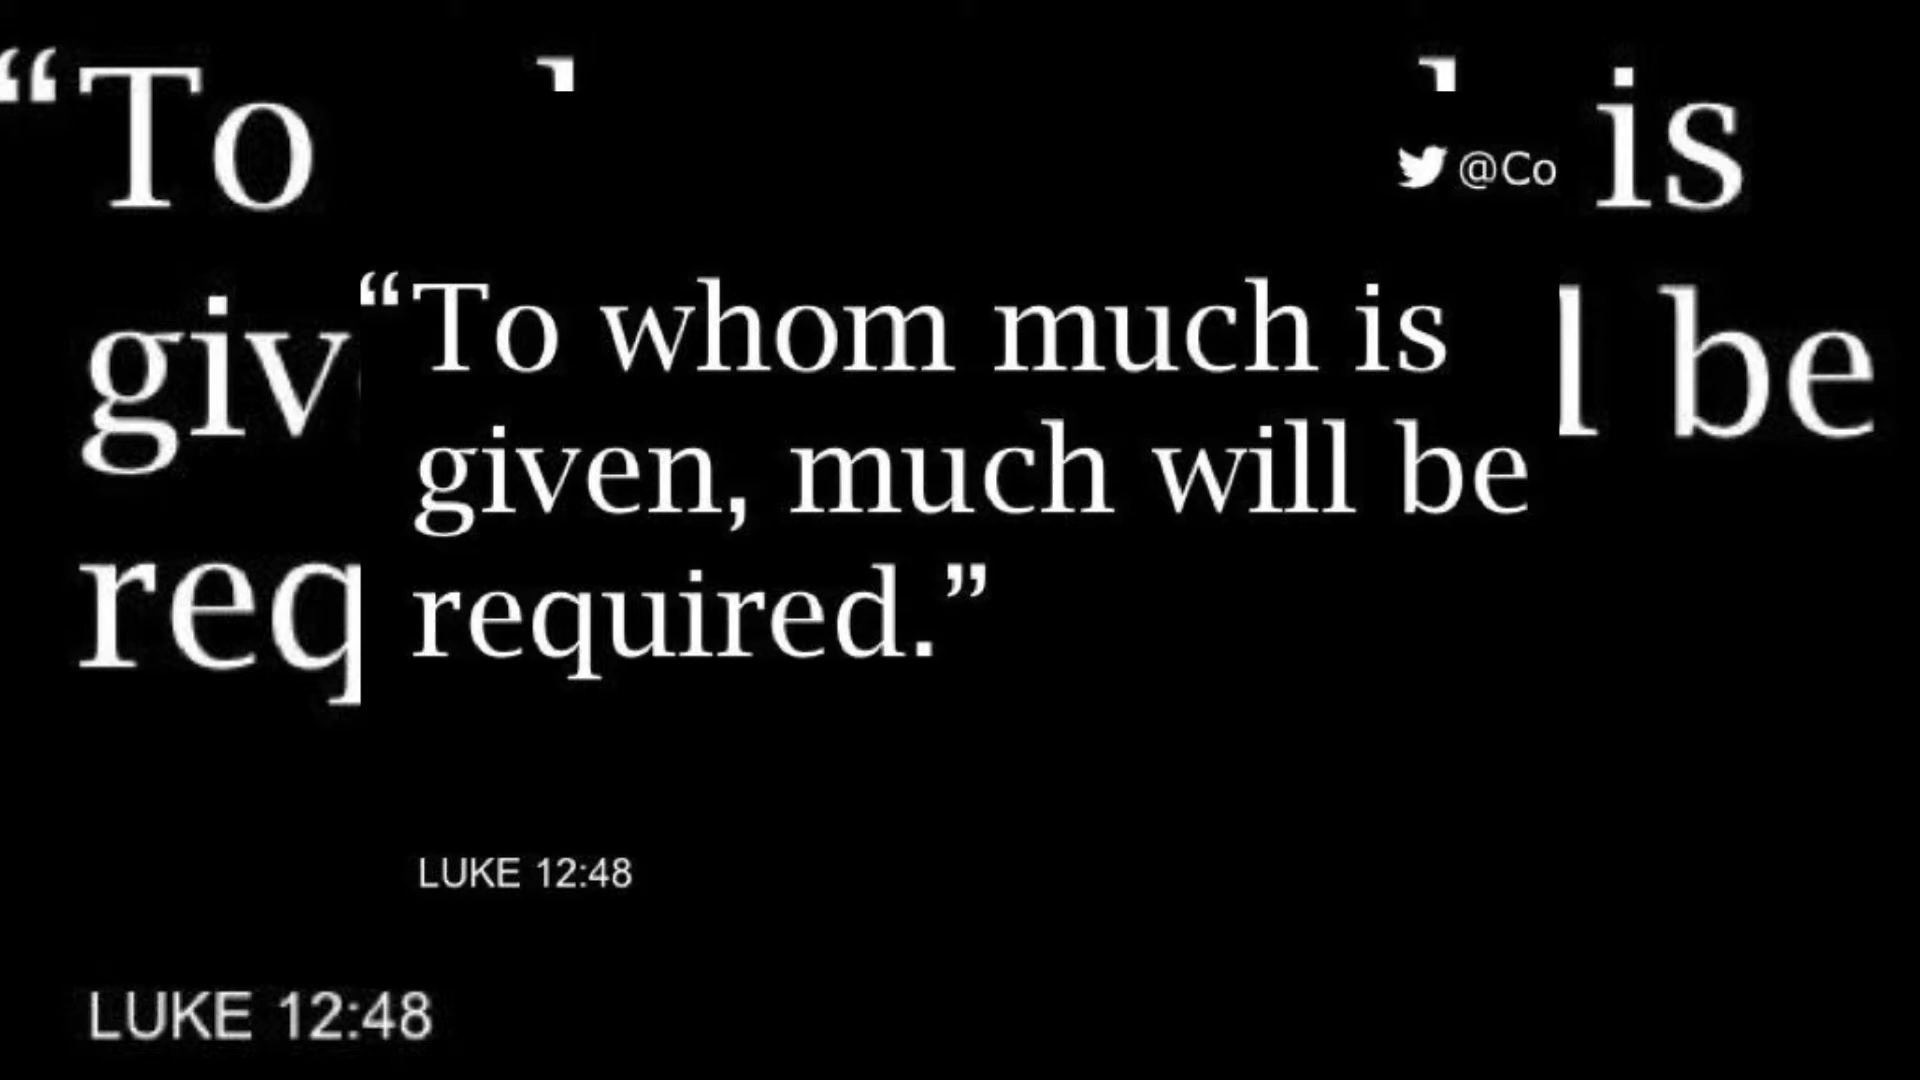 “To is
@Co
giv l be
req
“To whom much is
given, much will be
required.”
LUKE 12:48
LUKE 12:48